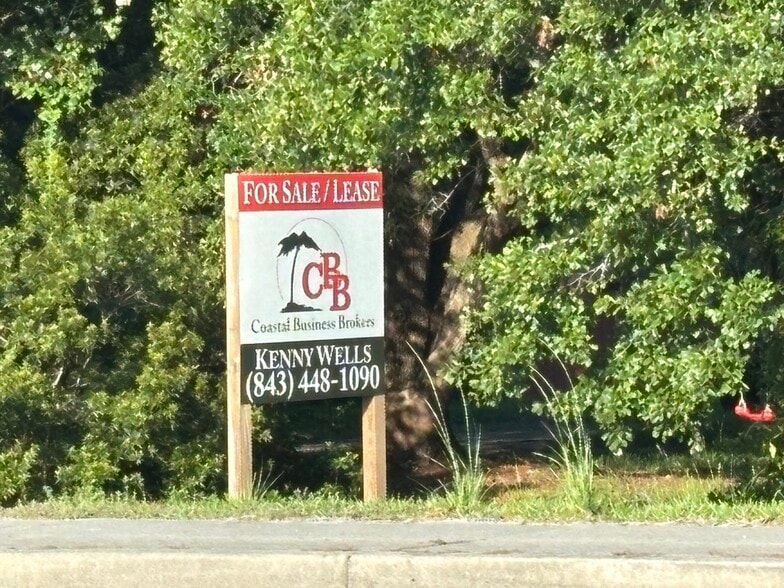 FOR SALE / LEASE
CBB
Coastal Business Brokers
KENNY WELLS
(843) 448-1090